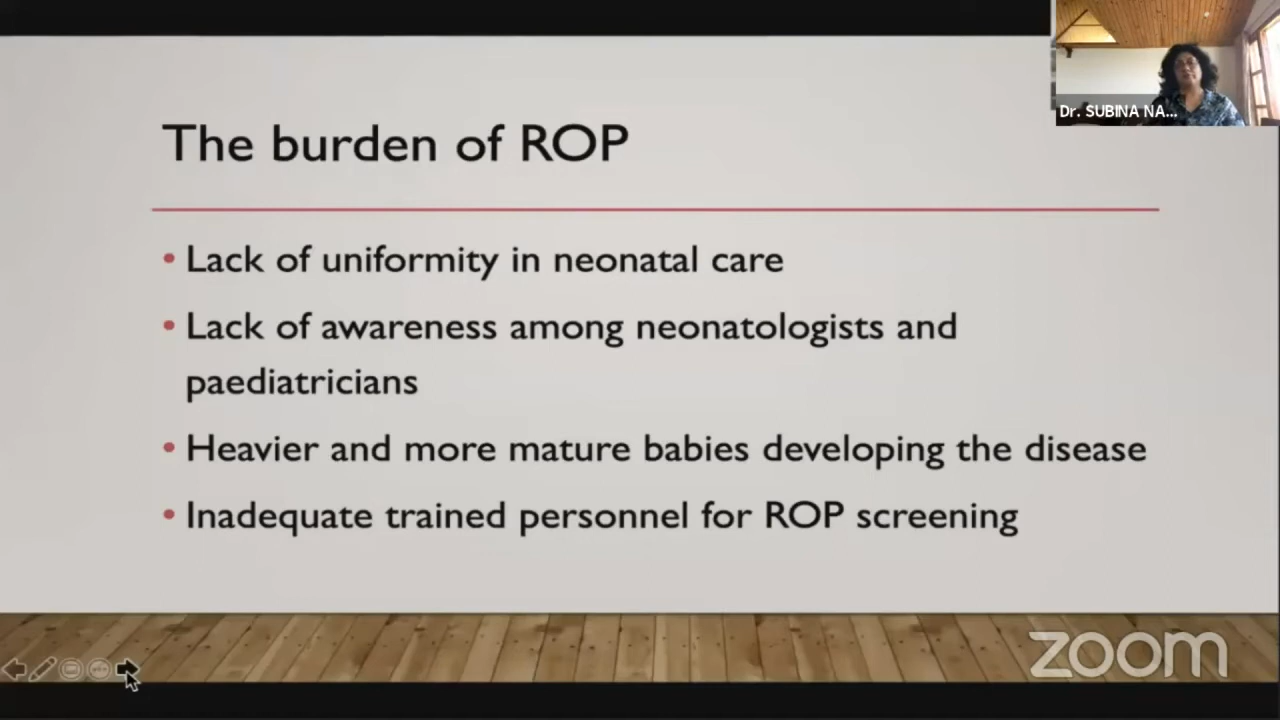 Dr. SUBINA NA...
The burden of ROP
• Lack of uniformity in neonatal care
• Lack of awareness among neonatologists and
paediatricians
• Heavier and more mature babies developing the disease
• Inadequate trained personnel for ROP screening
zoom